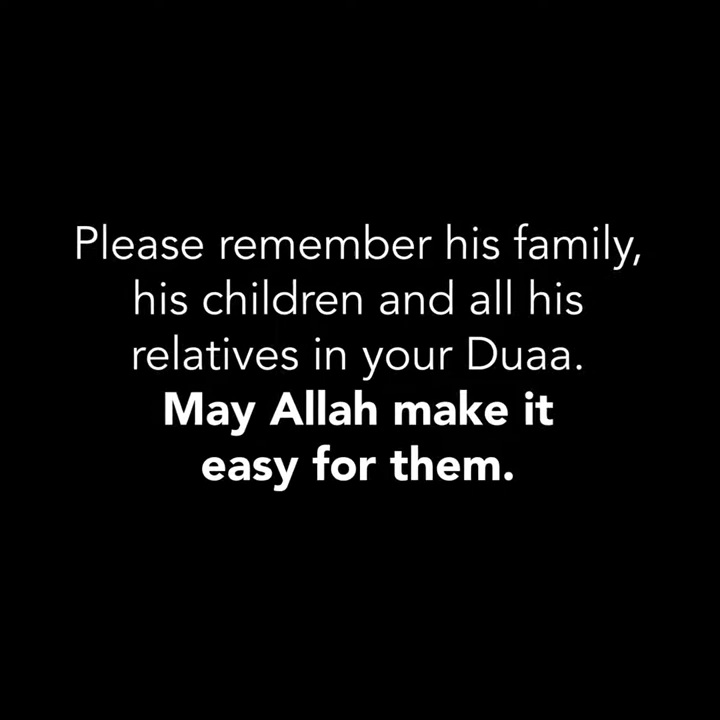 Please remember his family,
his children and all his
relatives in your Duaa.
May Allah make it
easy for them.